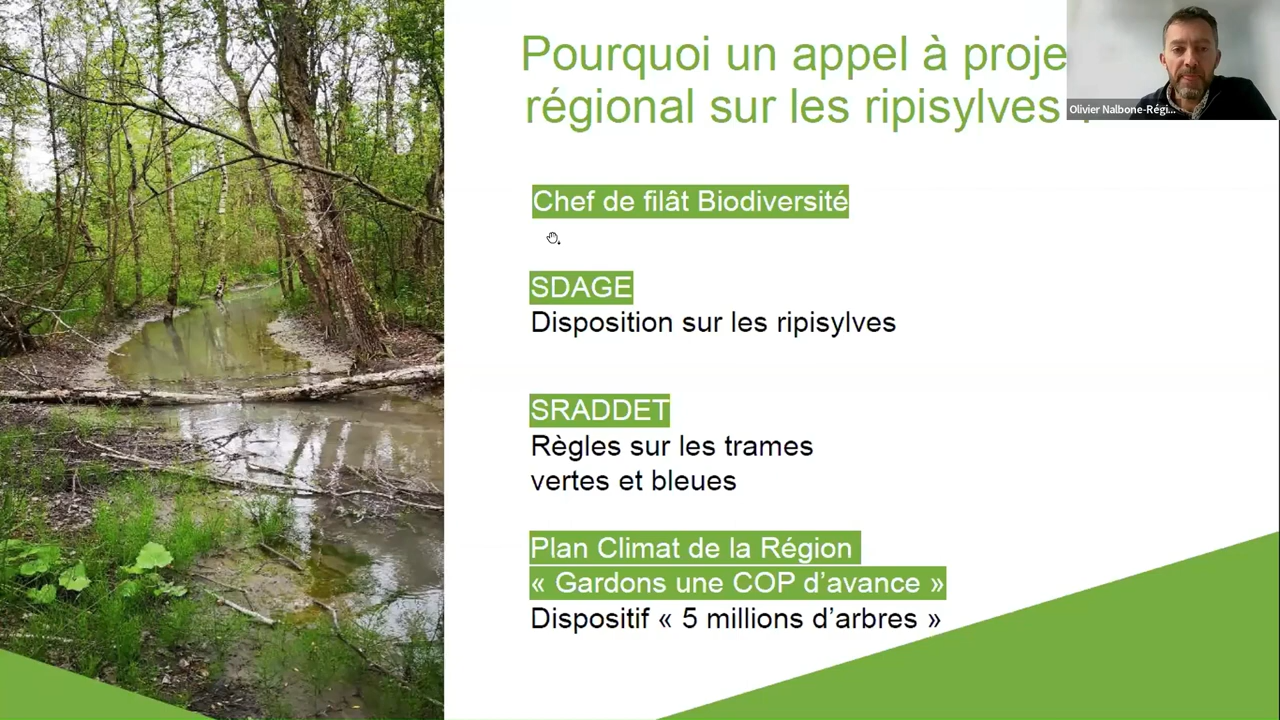 Pourquoi un appel à proje
régional sur les ripisylves
Olivier Nalbone-Régi...
Chef de filât Biodiversité
SDAGE
Disposition sur les ripisylves
SRADDET
Règles sur les trames
vertes et bleues
Plan Climat de la Région
« Gardons une COP d’avance »
Dispositif « 5 millions d’arbres »